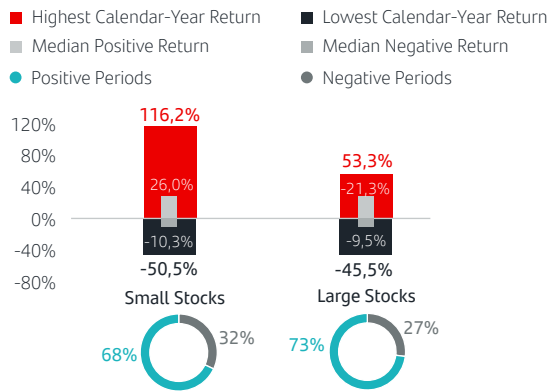 Highest Calendar-Year Return
Lowest Calendar-Year Return
Median Positive Return
Median Negative Return
Positive Periods
Negative Periods
120%
80%
40%
0%
-40%
-80%
116,2%
26,0%
-10,3%
-50,5%
Small Stocks
68%
32%
53,3%
-21,3%
-9,5%
-45,5%
Large Stocks
73%
27%